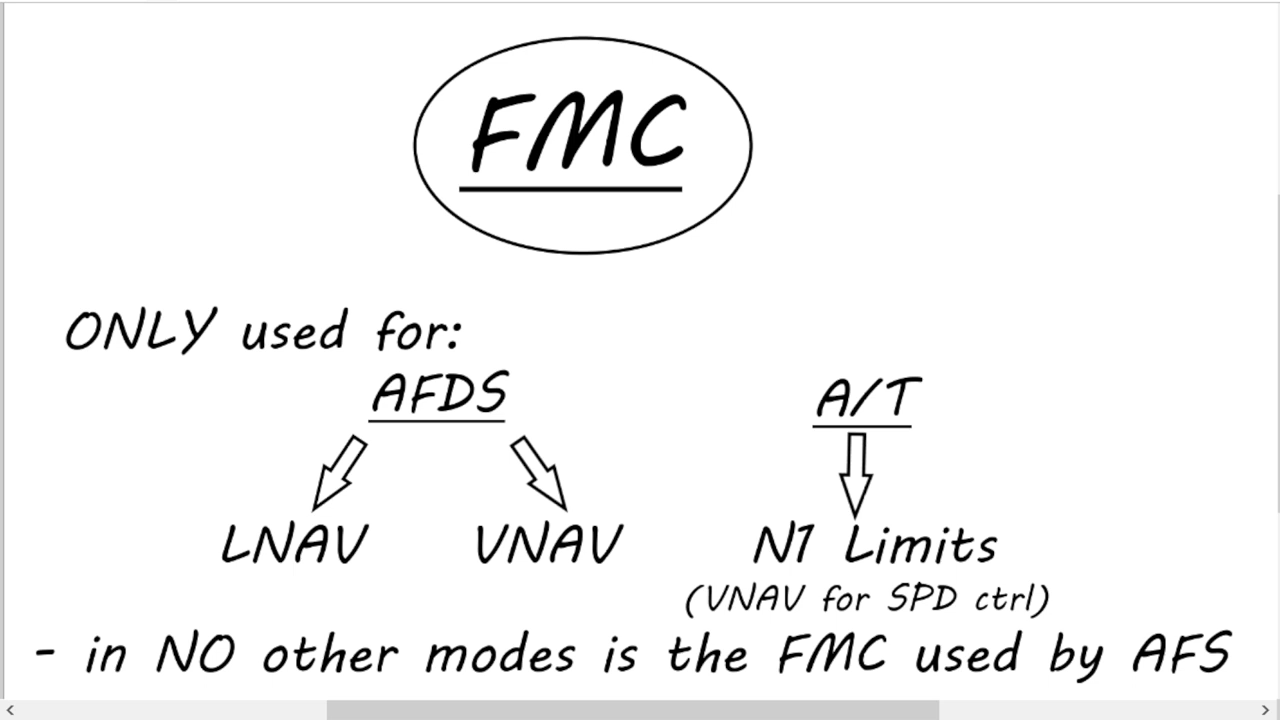 FMC
ONLY used for:
AFDS A/T
LNAV VNAV N1 Limits
(VNAV for SPD ctrl)
- in NO other modes is the FMC used by AFS